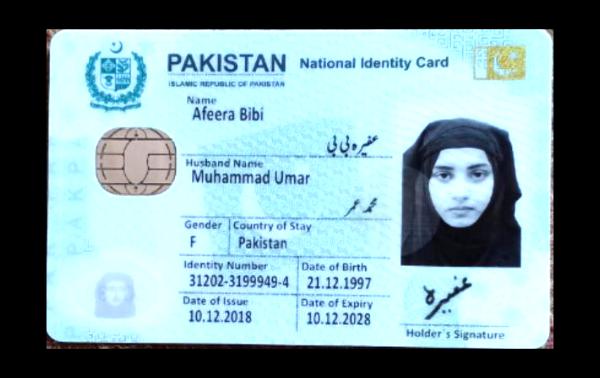 PAKISTAN National Identity Card
ISLAMIC REPUBLIC OF PAKISTAN
Name
Afeera Bibi
عفیرہ بی بی
Husband Name
Muhammad Umar
محمد عمر
Gender Country of Stay
F Pakistan
Identity Number Date of Birth
31202-3199949-4 21.12.1997
Date of Issue Date of Expiry
10.12.2018 10.12.2028
عفیرہ
Holder's Signature